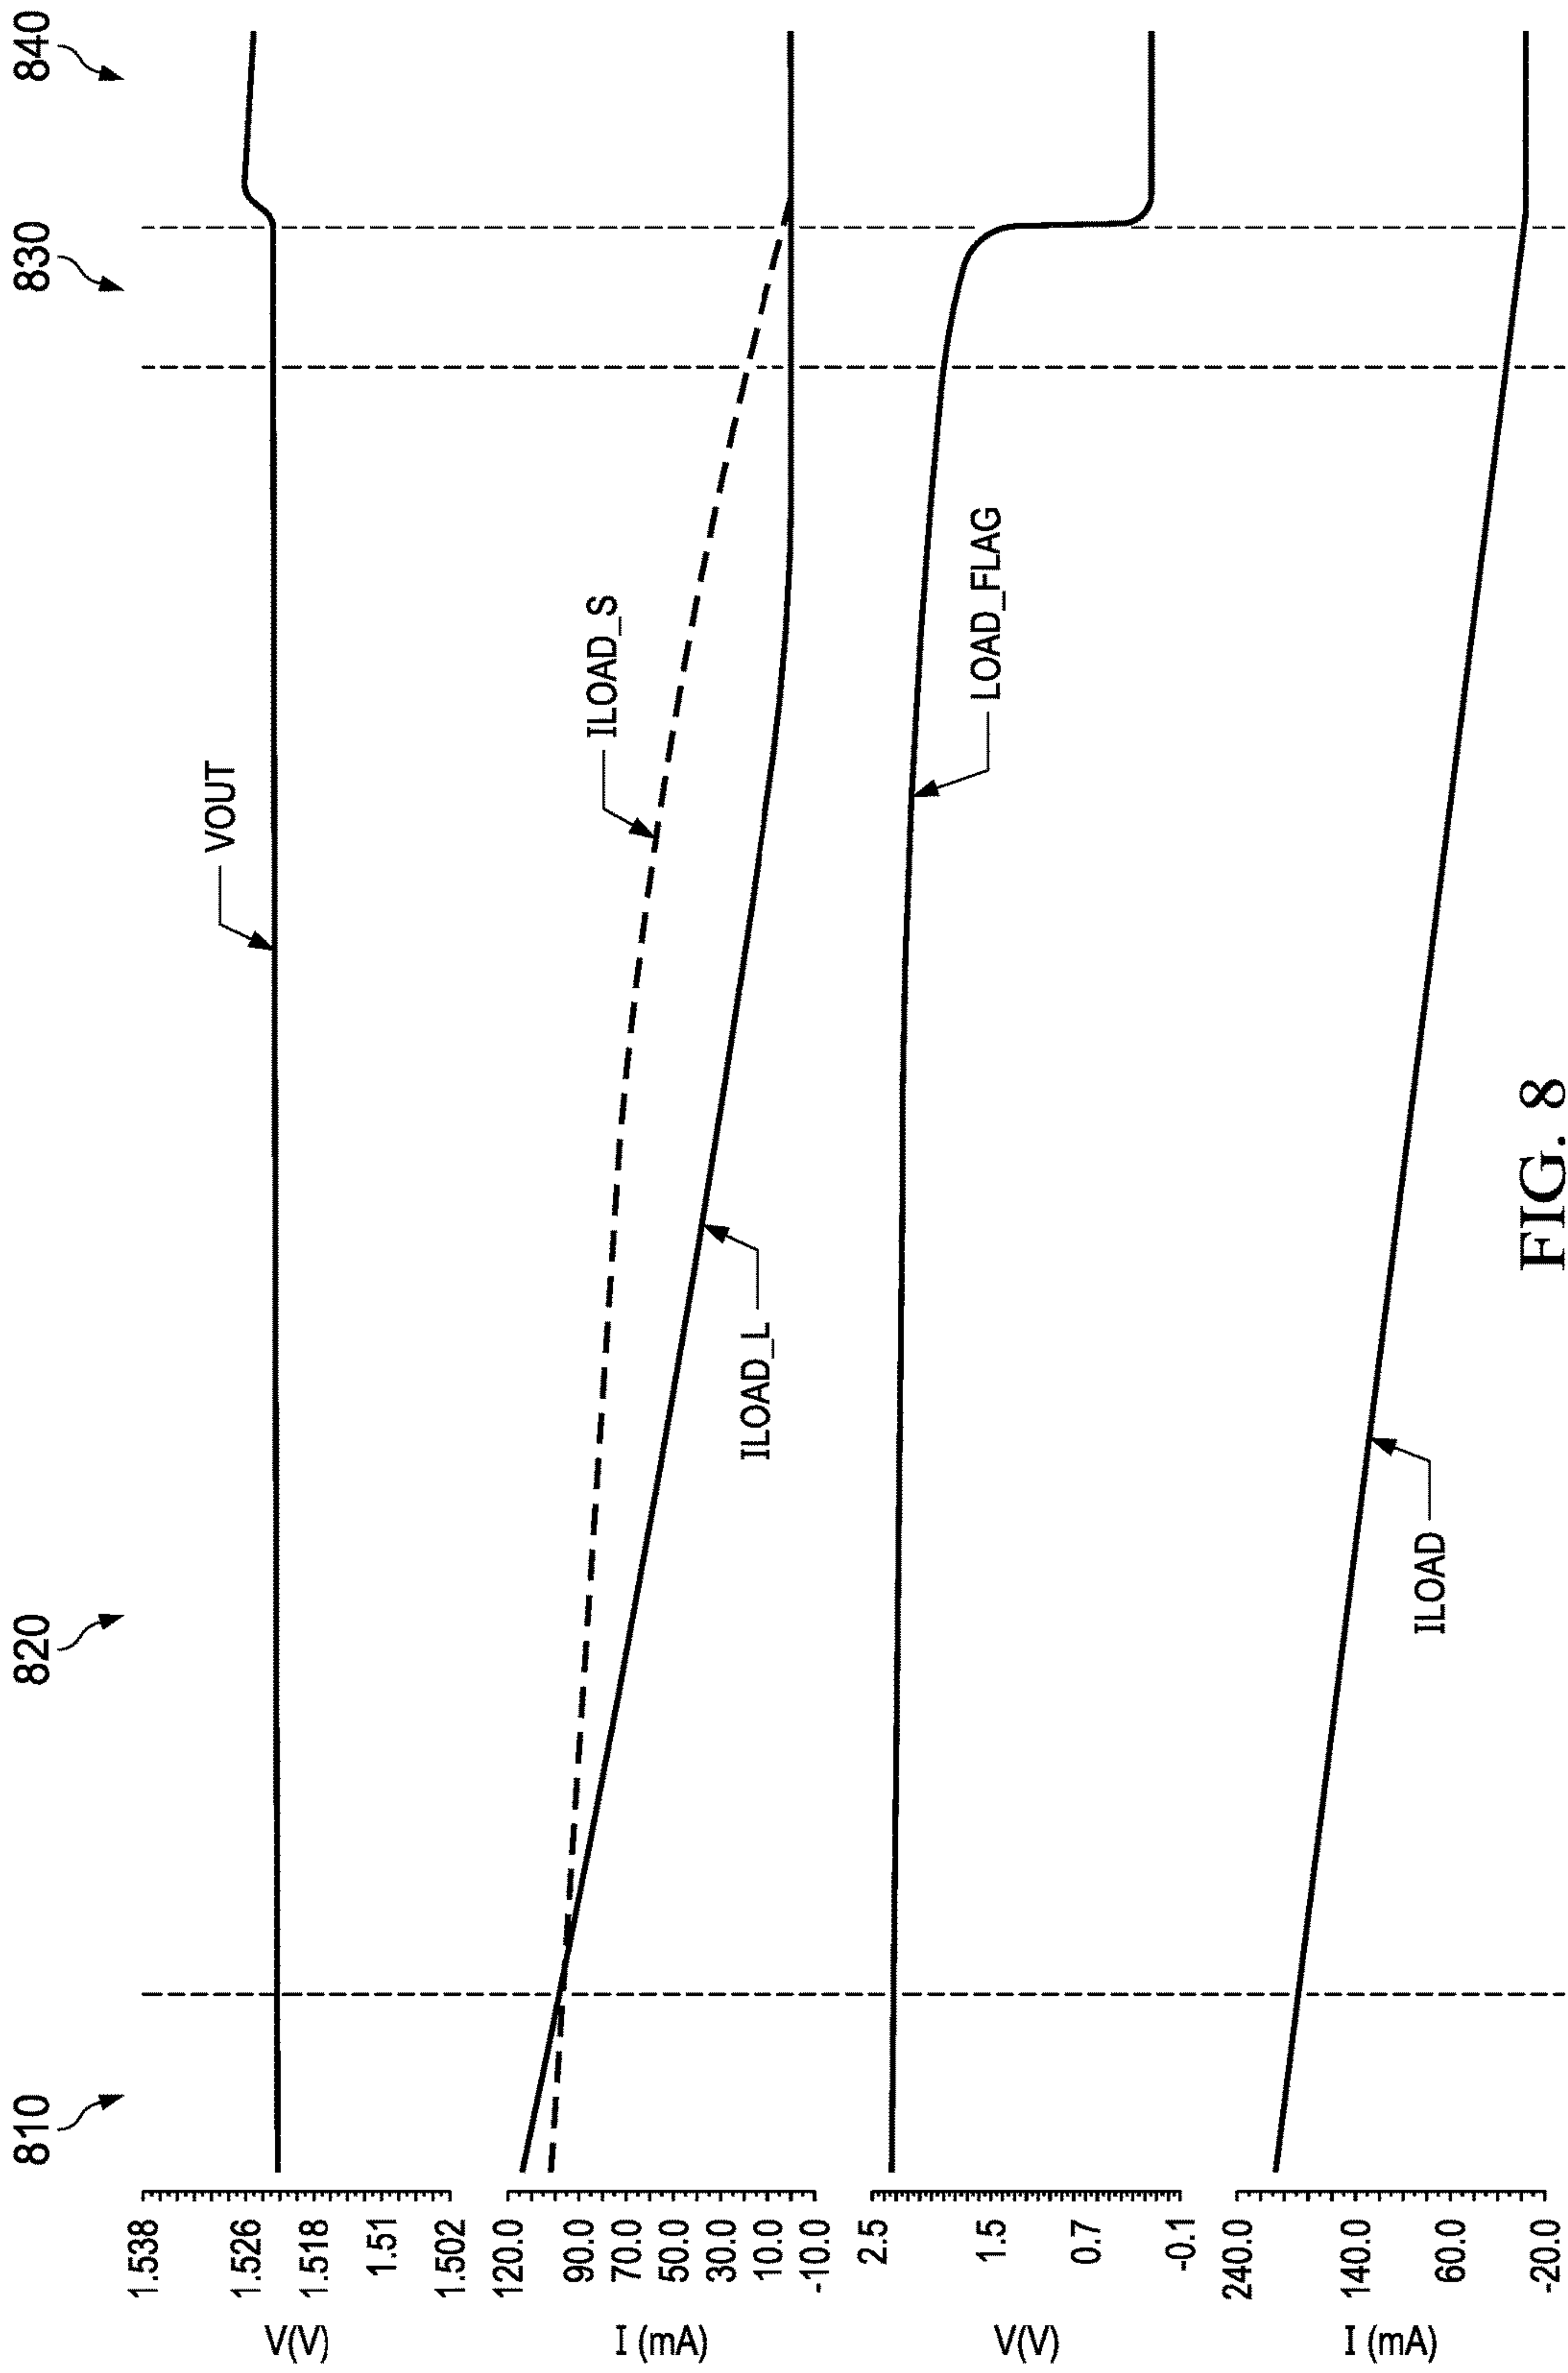 810
820
830
840
V(V)
1.538
1.526
1.518
1.51
1.502
VOUT
I (mA)
120.0
90.0
70.0
50.0
30.0
10.0
-10.0
ILOAD_S
ILOAD_L
V(V)
2.5
1.5
0.7
-0.1
LOAD_FLAG
I (mA)
240.0
140.0
60.0
-20.0
ILOAD
FIG. 8